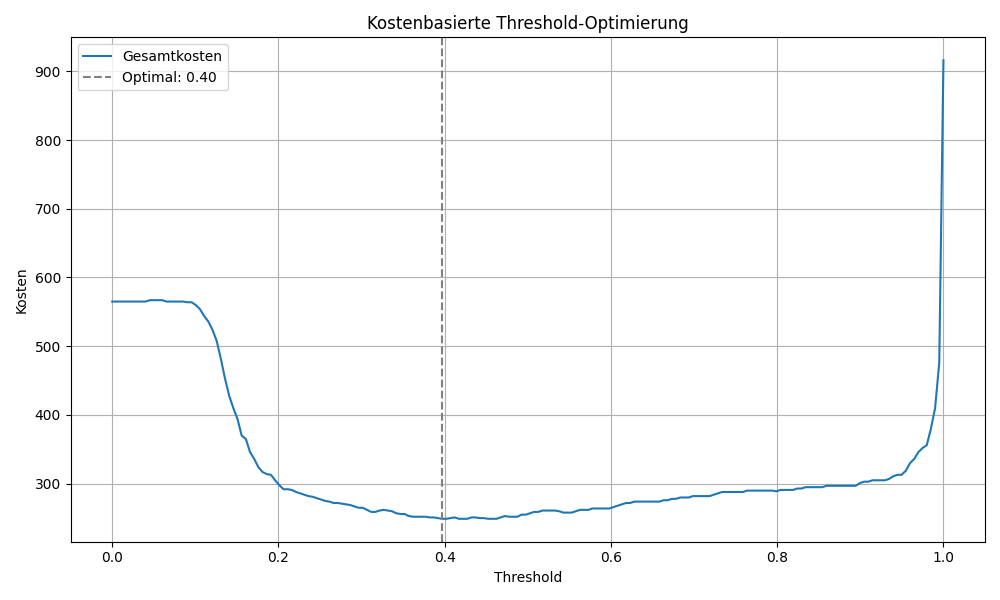 Kostenbasierte Threshold-Optimierung
Gesamtkosten
Optimal: 0.40
Kosten
900
800
700
600
500
400
300
0.0 0.2 0.4 0.6 0.8 1.0
Threshold